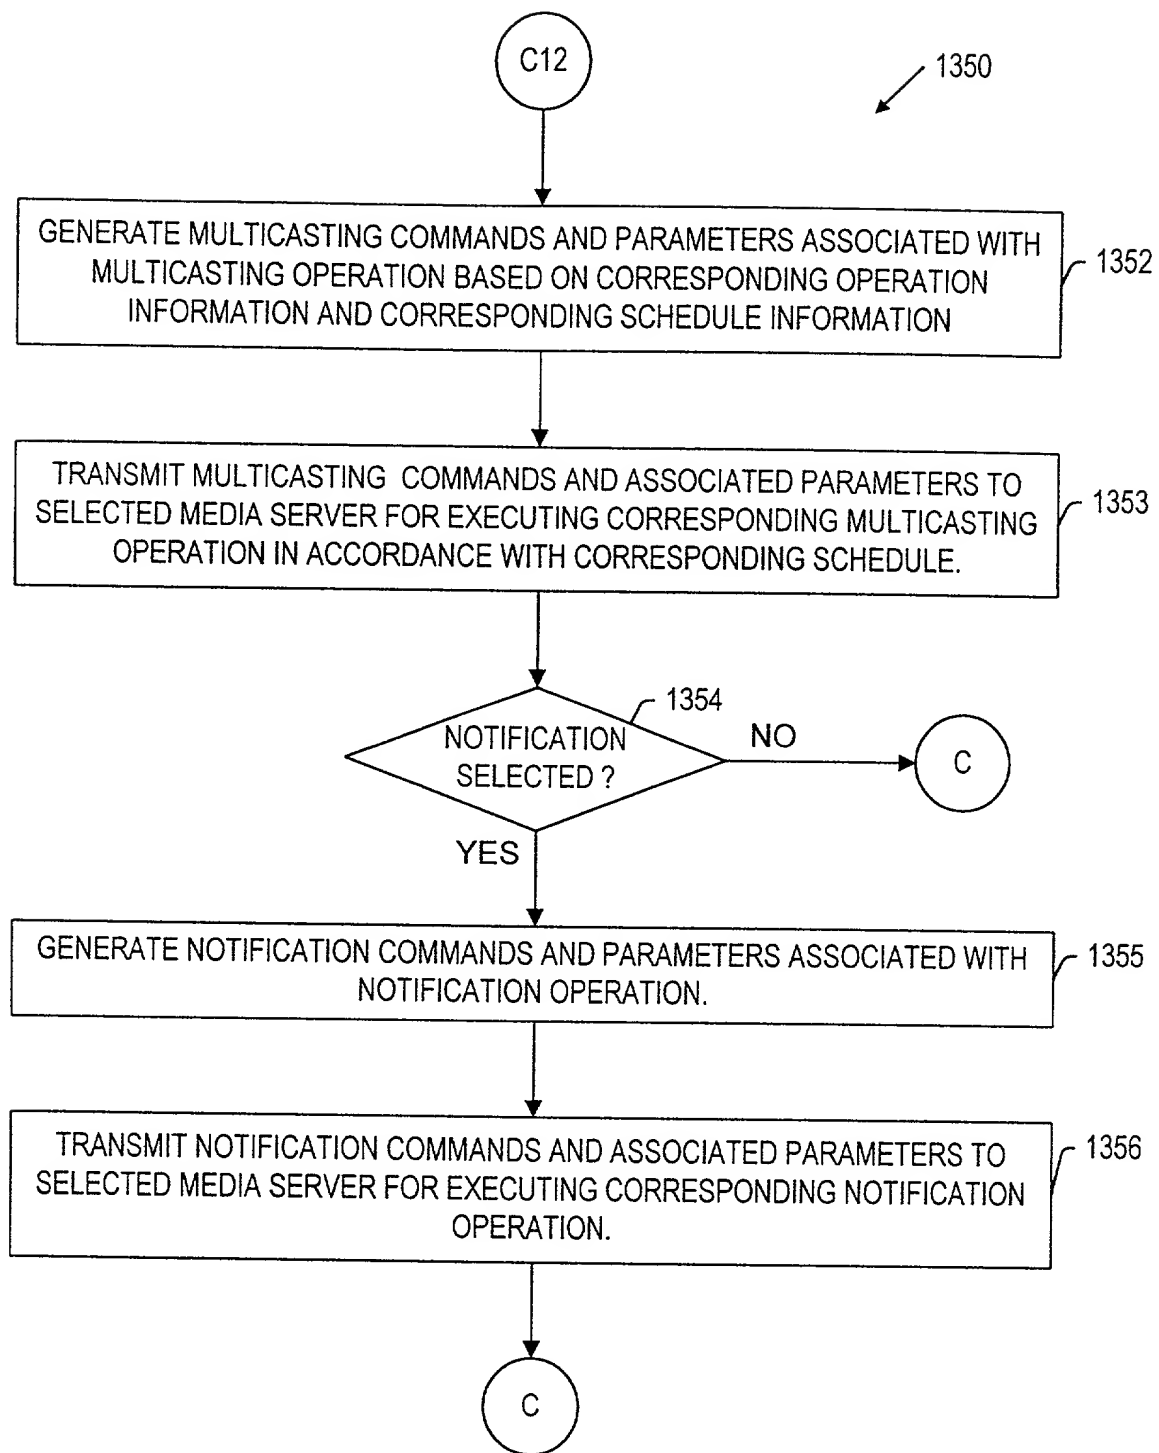 C12
1350
GENERATE MULTICASTING COMMANDS AND PARAMETERS ASSOCIATED WITH
MULTICASTING OPERATION BASED ON CORRESPONDING OPERATION
INFORMATION AND CORRESPONDING SCHEDULE INFORMATION
1352
TRANSMIT MULTICASTING COMMANDS AND ASSOCIATED PARAMETERS TO
SELECTED MEDIA SERVER FOR EXECUTING CORRESPONDING MULTICASTING
OPERATION IN ACCORDANCE WITH CORRESPONDING SCHEDULE.
1353
1354
NOTIFICATION
SELECTED ?
NO
C
YES
GENERATE NOTIFICATION COMMANDS AND PARAMETERS ASSOCIATED WITH
NOTIFICATION OPERATION.
1355
TRANSMIT NOTIFICATION COMMANDS AND ASSOCIATED PARAMETERS TO
SELECTED MEDIA SERVER FOR EXECUTING CORRESPONDING NOTIFICATION
OPERATION.
1356
C